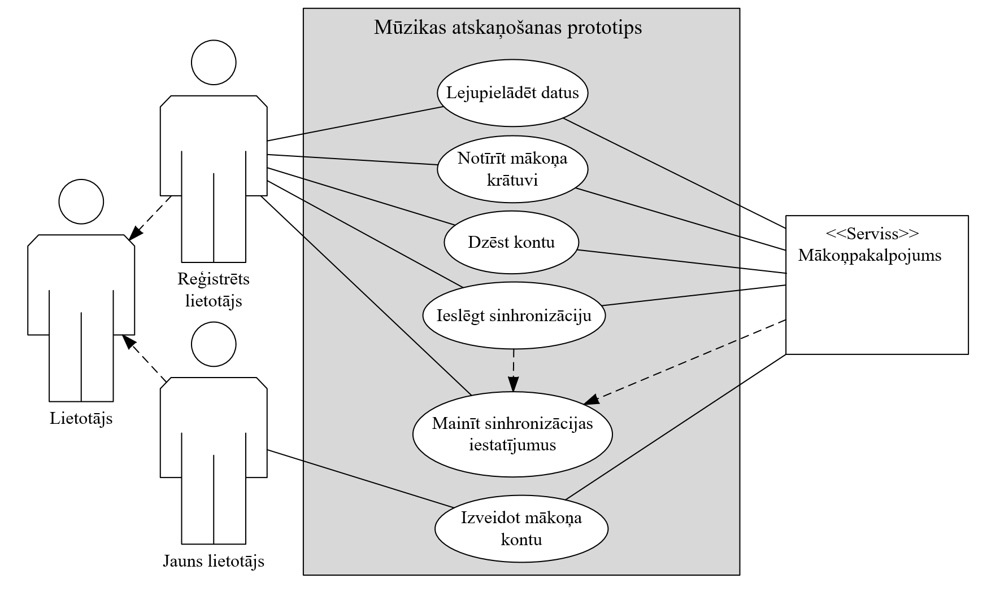 Mūzikas atskaņošanas prototips
Lejupielādēt datus
Notīrīt mākoņa
krātuvi
Dzēst kontu
Ieslēgt sinhronizāciju
Mainīt sinhronizācijas
iestatījumus
Izveidot mākoņa
kontu
<<Serviss>>
Mākoņpakalpojums
Reģistrēts
lietotājs
Lietotājs
Jauns lietotājs